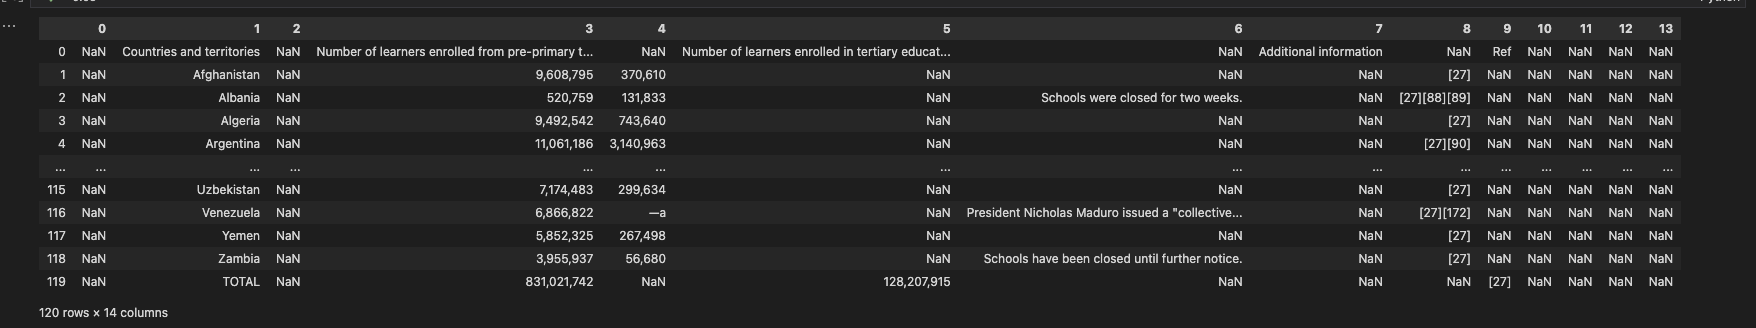 0 1 2 3 4 5 6 7 8 9 10 11 12 13
0 NaN Countries and territories NaN Number of learners enrolled from pre-primary t... NaN Number of learners enrolled in tertiary educat... NaN Additional information NaN Ref NaN NaN NaN NaN
1 NaN Afghanistan NaN 9,608,795 370,610 NaN NaN NaN [27] NaN NaN NaN NaN NaN
2 NaN Albania NaN 520,759 131,833 NaN Schools were closed for two weeks. NaN [27][88][89] NaN NaN NaN NaN NaN
3 NaN Algeria NaN 9,492,542 743,640 NaN NaN NaN [27] NaN NaN NaN NaN NaN
4 NaN Argentina NaN 11,061,186 3,140,963 NaN NaN NaN [27][90] NaN NaN NaN NaN NaN
... ... ... ... ... ... ... ... ... ... ... ... ... ... ...
115 NaN Uzbekistan NaN 7,174,483 299,634 NaN NaN NaN [27] NaN NaN NaN NaN NaN
116 NaN Venezuela NaN 6,866,822 —a NaN President Nicholas Maduro issued a "collective... NaN [27][172] NaN NaN NaN NaN NaN
117 NaN Yemen NaN 5,852,325 267,498 NaN NaN NaN [27] NaN NaN NaN NaN NaN
118 NaN Zambia NaN 3,955,937 56,680 NaN Schools have been closed until further notice. NaN [27] NaN NaN NaN NaN NaN
119 NaN TOTAL NaN 831,021,742 NaN 128,207,915 NaN NaN NaN [27] NaN NaN NaN NaN
120 rows × 14 columns